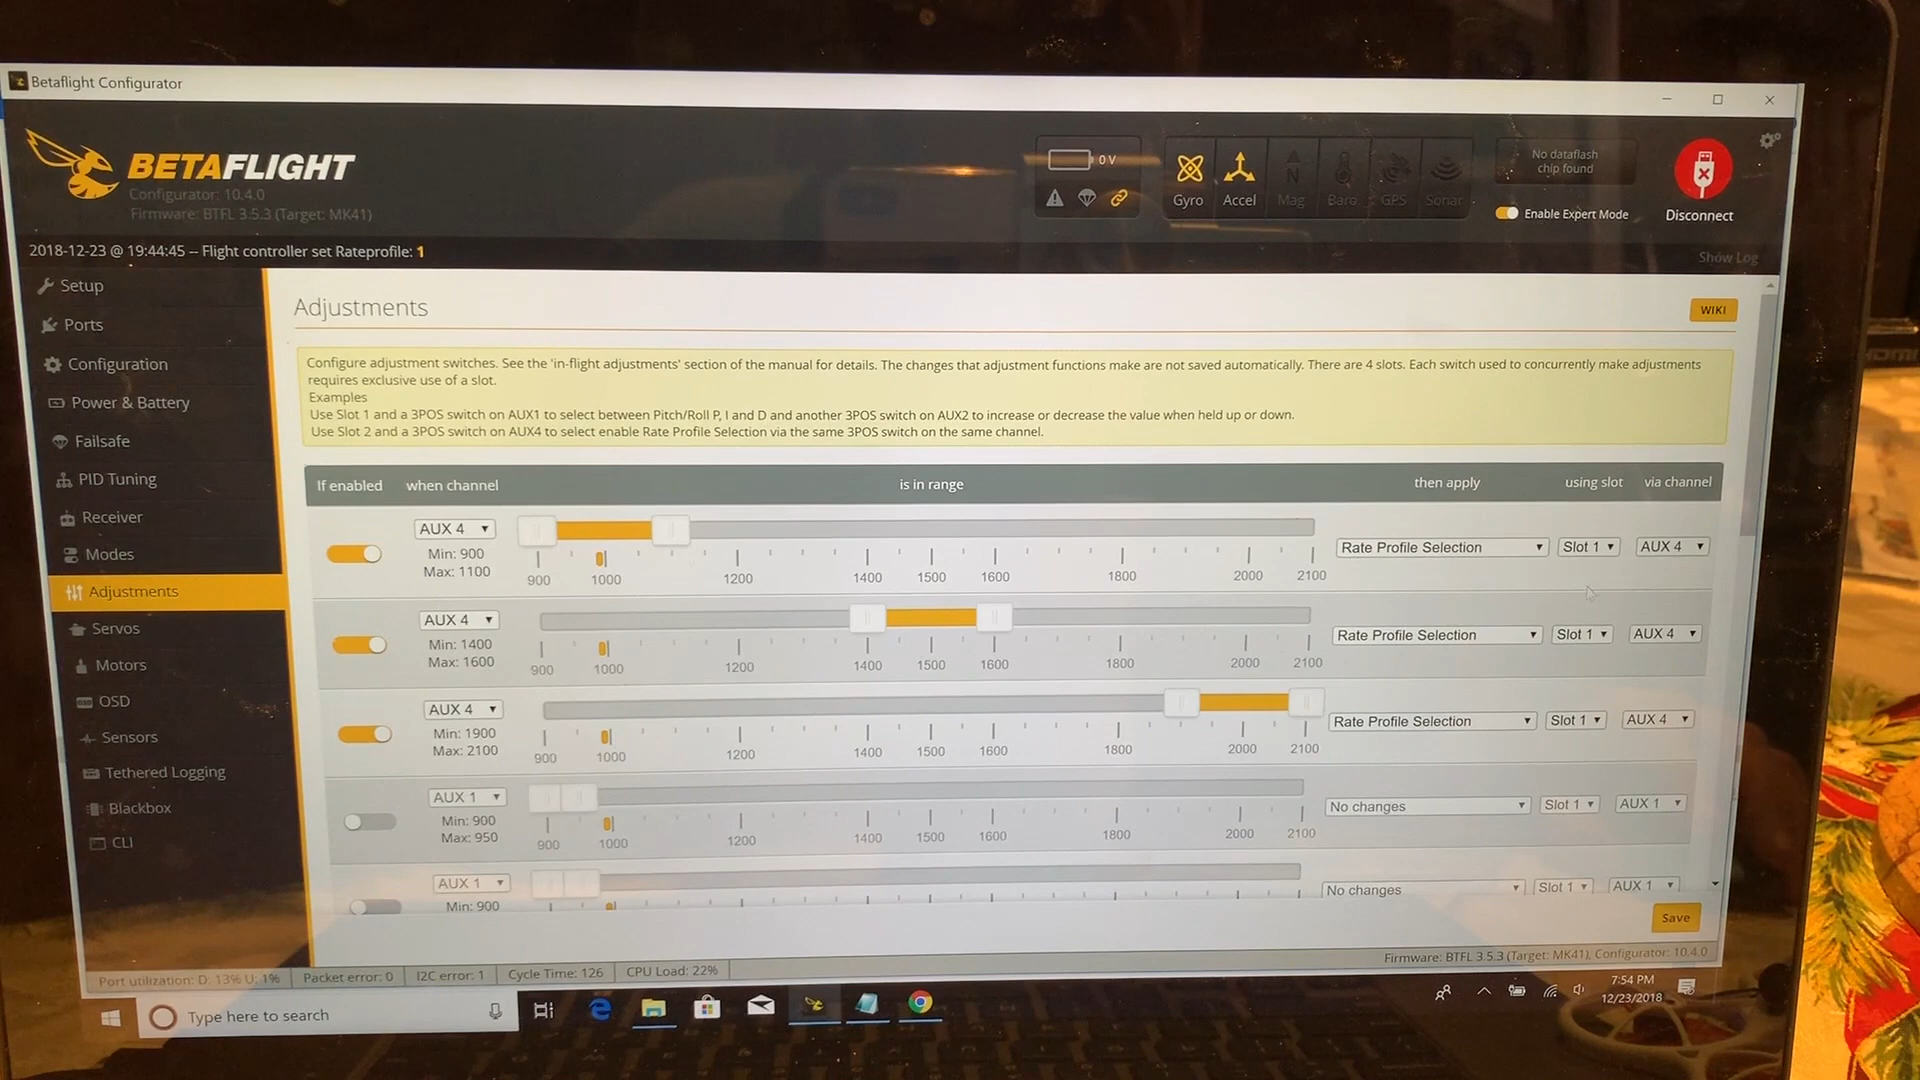 Betaflight Configurator
BETAFLIGHT
Configurator: 10.4.0
Firmware: BTFL 3.5.3 (Target: MK41)
0 V
Gyro Accel Mag Baro GPS Sonar
No dataflash
chip found
Enable Expert Mode
Disconnect
2018-12-23 @ 19:44:45 -- Flight controller set Rateprofile: 1
Show Log
Setup
Ports
Configuration
Power & Battery
Failsafe
PID Tuning
Receiver
Modes
Adjustments
Servos
Motors
OSD
Sensors
Tethered Logging
Blackbox
CLI
Adjustments
WIKI
Configure adjustment switches. See the 'in-flight adjustments' section of the manual for details. The changes that adjustment functions make are not saved automatically. There are 4 slots. Each switch used to concurrently make adjustments
requires exclusive use of a slot.
Examples
Use Slot 1 and a 3POS switch on AUX1 to select between Pitch/Roll P, I and D and another 3POS switch on AUX2 to increase or decrease the value when held up or down.
Use Slot 2 and a 3POS switch on AUX4 to select enable Rate Profile Selection via the same 3POS switch on the same channel.
If enabled when channel is in range then apply using slot via channel
AUX 4
Min: 900
Max: 1100
900 1000 1200 1400 1500 1600 1800 2000 2100
Rate Profile Selection Slot 1 AUX 4
AUX 4
Min: 1400
Max: 1600
900 1000 1200 1400 1500 1600 1800 2000 2100
Rate Profile Selection Slot 1 AUX 4
AUX 4
Min: 1900
Max: 2100
900 1000 1200 1400 1500 1600 1800 2000 2100
Rate Profile Selection Slot 1 AUX 4
AUX 1
Min: 900
Max: 950
900 1000 1200 1400 1500 1600 1800 2000 2100
No changes Slot 1 AUX 1
AUX 1
Min: 900
No changes Slot 1 AUX 1
Save
Port utilization: D: 13% U: 1% Packet error: 0 I2C error: 1 Cycle Time: 126 CPU Load: 22%
Firmware: BTFL 3.5.3 (Target: MK41), Configurator: 10.4.0
Type here to search
7:54 PM
12/23/2018
HDMI